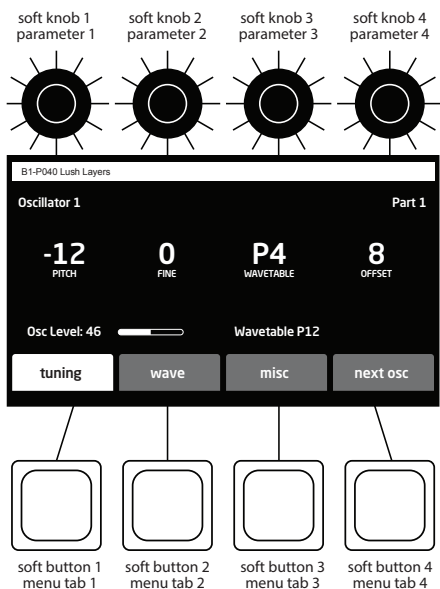 soft knob 1 soft knob 2 soft knob 3 soft knob 4
parameter 1 parameter 2 parameter 3 parameter 4
B1-P040 Lush Layers
Oscillator 1 Part 1
-12 0 P4 8
PITCH FINE WAVETABLE OFFSET
Osc Level: 46 Wavetable P12
tuning wave misc next osc
soft button 1 soft button 2 soft button 3 soft button 4
menu tab 1 menu tab 2 menu tab 3 menu tab 4